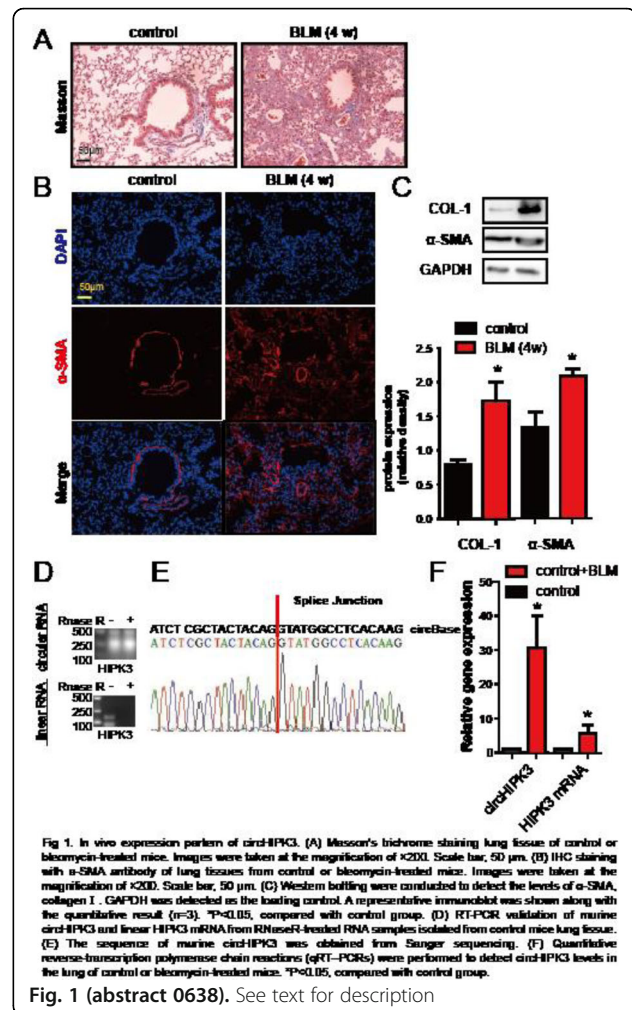 A
control
BLM (4 w)
Masson
50μm
B
control
BLM (4 w)
DAPI
50μm
α-SMA
Merge
C
COL-1
α-SMA
GAPDH
control
BLM (4w)
protein expression
(relative density)
2.5
2.0
1.5
1.0
0.5
0.0
*
*
COL-1
α-SMA
D
Rnase R - +
circular RNA
500
250
100
HIPK3
Rnase R - +
linear RNA
500
250
100
HIPK3
E
Splice Junction
ATCTCGCTACTACAGGTATGGCCTCACAAG circBase
ATCTCGCTACTACAGGTATGGCCTCACAAG
F
control+BLM
control
Relative gene expression
50
40
30
20
10
0
*
*
circHIPK3
HIPK3 mRNA
Fig 1. In vivo expression pattern of circHIPK3. (A) Masson's trichrome staining lung tissue of control or
bleomycin-treated mice. Images were taken at the magnification of ×200. Scale bar, 50 μm. (B) IHC staining
with α-SMA antibody of lung tissues from control or bleomycin-treated mice. Images were taken at the
magnification of ×200. Scale bar, 50 μm. (C) Western bottling were conducted to detect the levels of α-SMA,
collagen I. GAPDH was detected as the loading control. A representative immunoblot was shown along with
the quantitative result (n=3). *P<0.05, compared with control group. (D) RT-PCR validation of murine
circHIPK3 and linear HIPK3 mRNA from RNaseR-treated RNA samples isolated from control mice lung tissue.
(E) The sequence of murine circHIPK3 was obtained from Sanger sequencing. (F) Quantitative
reverse-transcription polymerase chain reactions (qRT–PCRs) were performed to detect circHIPK3 levels in
the lung of control or bleomycin-treated mice. *P<0.05, compared with control group.
Fig. 1 (abstract 0638). See text for description